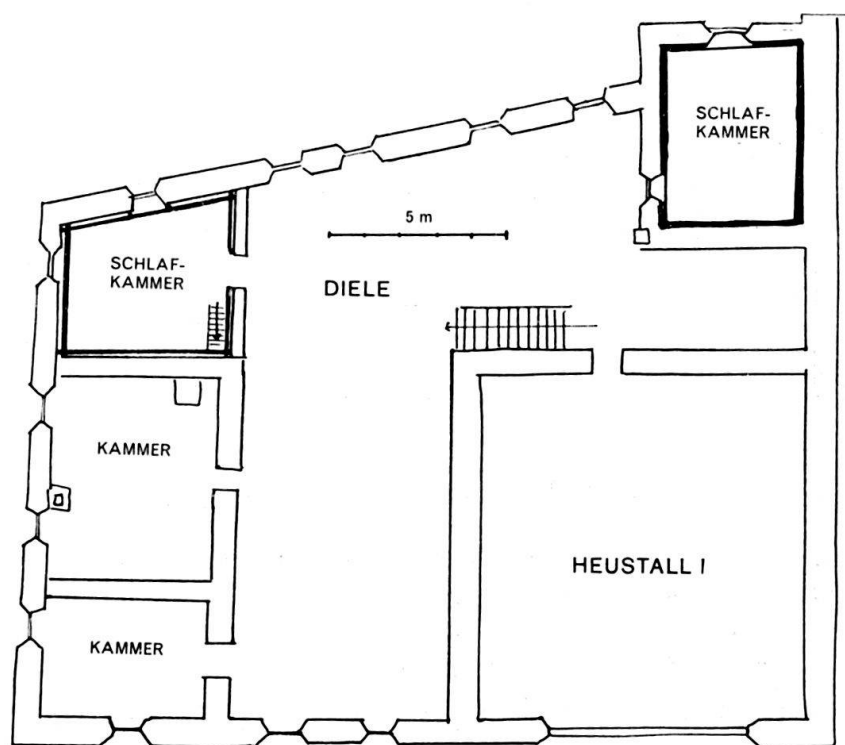 SCHLAF-
KAMMER
5 m
SCHLAF-
KAMMER
DIELE
KAMMER
HEUSTALL I
KAMMER